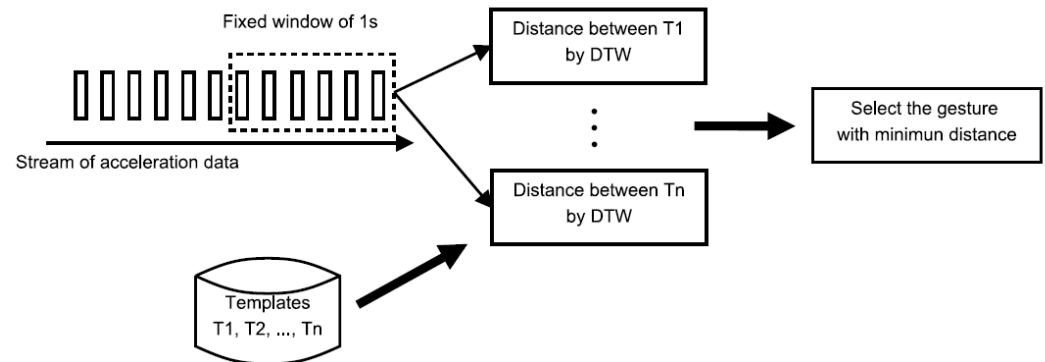 Fixed window of 1s
Stream of acceleration data
Distance between T1
by DTW
Distance between Tn
by DTW
Select the gesture
with minimun distance
Templates
T1, T2, ..., Tn